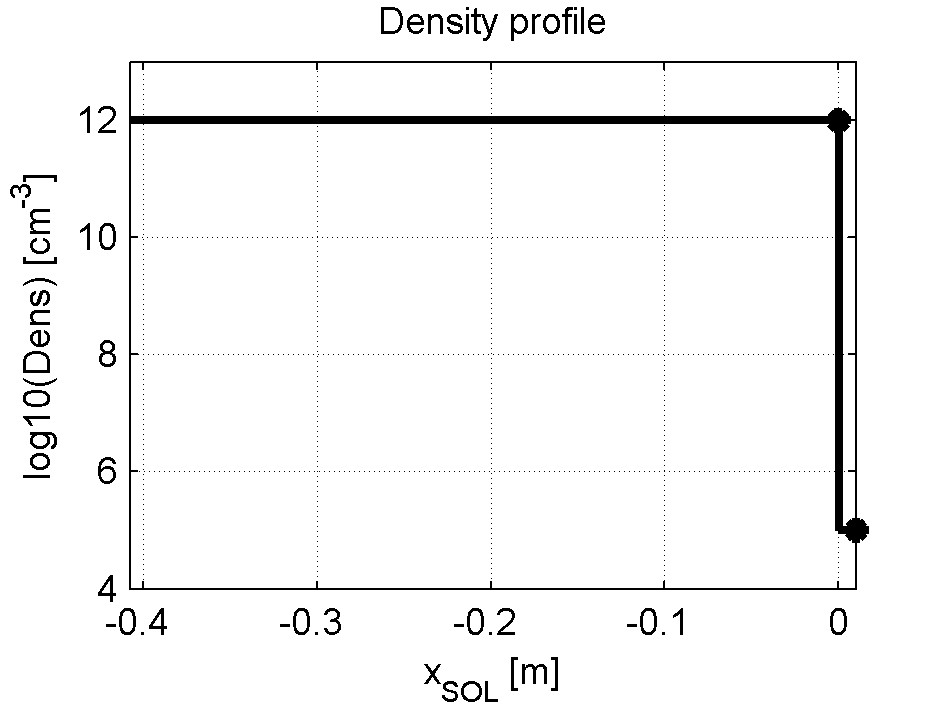 Density profile
log10(Dens) [cm-3]
12
10
8
6
4
-0.4 -0.3 -0.2 -0.1 0
xSOL [m]